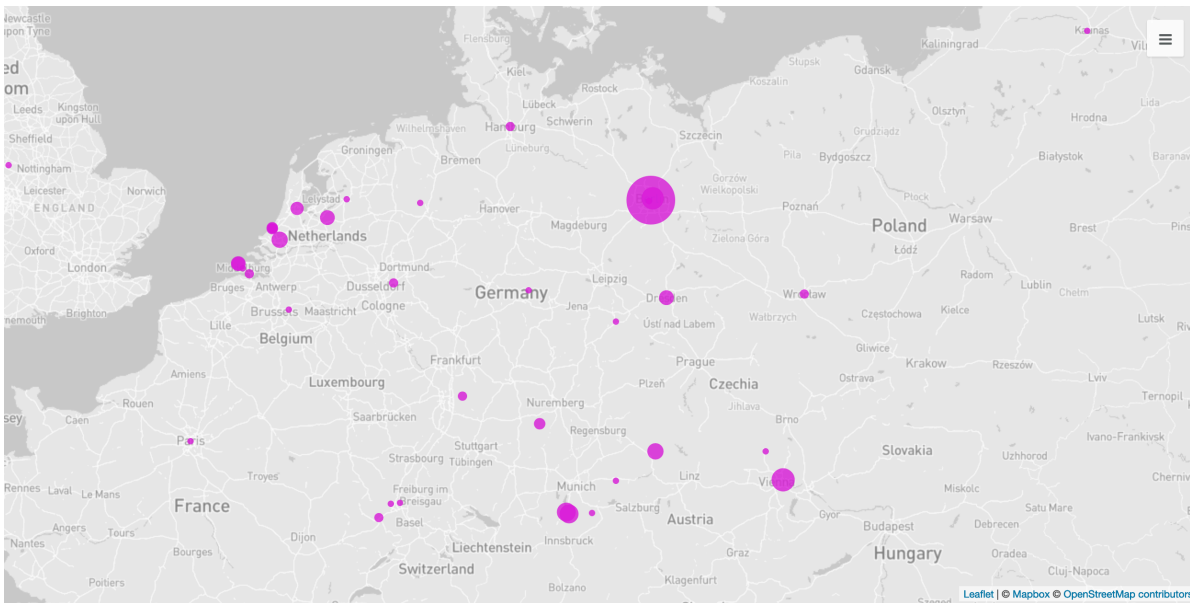 Newcastle
upon Tyne
Flensburg
Kaunas
Kaliningrad
Kiel
Stupsk
Gdansk
Rostock
Koszalin
Leeds
Kingston
upon Hull
Lübeck
Hamburg
Schwerin
Olsztyn
Lida
Wilhelmshaven
Szczecin
Grudziądz
Hrodna
Sheffield
Groningen
Lüneburg
Bremen
Pila
Bydgoszcz
Białystok
Nottingham
Leicester
Norwich
Lelystad
Gorzów
Wielkopolski
Płock
ENGLAND
Hanover
Poznań
Warsaw
Magdeburg
Poland
Brest
Netherlands
Zielona Góra
Łódź
Oxford
London
Dortmund
Radom
Middelburg
Leipzig
Lublin
Chełm
Bruges
Antwerp
Dusseldorf
Germany
Dresden
Wrocław
Brighton
Brussels
Maastricht
Cologne
Jena
Wałbrzych
Częstochowa
Kielce
Lutsk
Lille
Ústí nad Labem
Belgium
Gliwice
Frankfurt
Prague
Krakow
Rzeszów
Amiens
Luxembourg
Plzeň
Czechia
Ostrava
Lviv
Rouen
Nuremberg
Jihlava
Ternopil
Caen
Saarbrücken
Brno
Regensburg
Ivano-Frankivsk
Paris
Stuttgart
Slovakia
Uzhhorod
Strasbourg
Tübingen
Troyes
Linz
Vienna
Rennes
Laval
Le Mans
Freiburg im
Breisgau
Munich
Miskolc
France
Salzburg
Satu Mare
Austria
Gyor
Basel
Budapest
Debrecen
Angers
Tours
Dijon
Innsbruck
Nantes
Liechtenstein
Hungary
Oradea
Bourges
Graz
Switzerland
Cluj-Napoca
Poitiers
Bolzano
Klagenfurt
Leaflet | © Mapbox © OpenStreetMap contributors